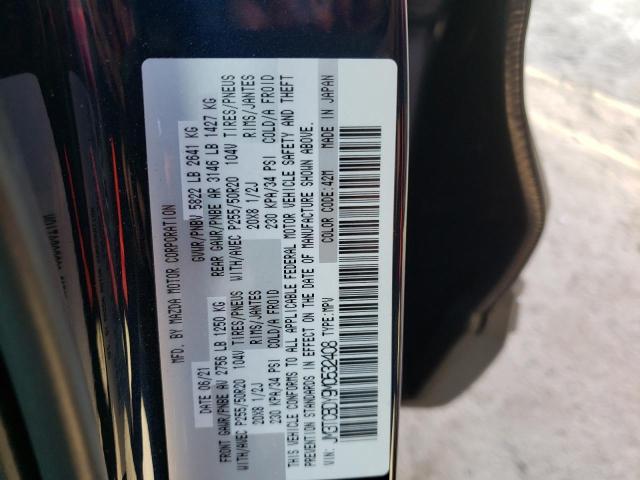 MFD. BY MAZDA MOTOR CORPORATION
DATE 06/21 GVWR/PNBV 5822 LB 2641 KG
FRONT GAWR/PNBE AV 2756 LB 1250 KG REAR GAWR/PNBE AR 3146 LB 1427 KG
WITH/AVEC P255/50R20 104V TIRES/PNEUS WITH/AVEC P255/50R20 104V TIRES/PNEUS
20X8 1/2J RIMS/JANTES 20X8 1/2J RIMS/JANTES
230 KPA/34 PSI COLD/A FROID 230 KPA/34 PSI COLD/A FROID
THIS VEHICLE CONFORMS TO ALL APPLICABLE FEDERAL MOTOR VEHICLE SAFETY AND THEFT
PREVENTION STANDARDS IN EFFECT ON THE DATE OF MANUFACTURE SHOWN ABOVE.
VIN: JM3TCBDY9M0532408 TYPE: MPV COLOR CODE: 42M MADE IN JAPAN